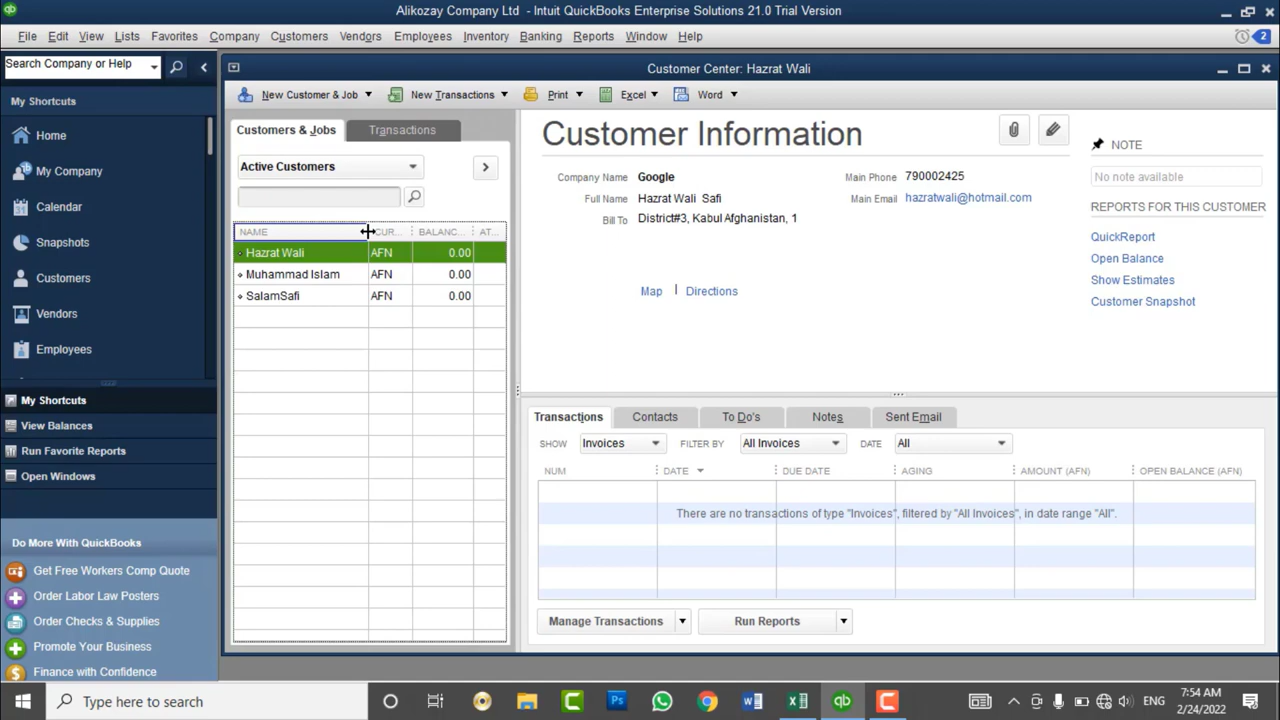 Alikozay Company Ltd - Intuit QuickBooks Enterprise Solutions 21.0 Trial Version
File Edit View Lists Favorites Company Customers Vendors Employees Inventory Banking Reports Window Help 2
Search Company or Help
Customer Center: Hazrat Wali
My Shortcuts
Home
My Company
Calendar
Snapshots
Customers
Vendors
Employees
My Shortcuts
View Balances
Run Favorite Reports
Open Windows
Do More With QuickBooks
Get Free Workers Comp Quote
Order Labor Law Posters
Order Checks & Supplies
Promote Your Business
Finance with Confidence
New Customer & Job New Transactions Print Excel Word
Customers & Jobs Transactions
Active Customers
NAME CUR... BALANC... AT...
Hazrat Wali AFN 0.00
Muhammad Islam AFN 0.00
SalamSafi AFN 0.00
Customer Information
Company Name Google
Full Name Hazrat Wali Safi
Bill To District#3, Kabul Afghanistan, 1
Main Phone 790002425
Main Email hazratwali@hotmail.com
Map | Directions
NOTE
No note available
REPORTS FOR THIS CUSTOMER
QuickReport
Open Balance
Show Estimates
Customer Snapshot
Transactions Contacts To Do's Notes Sent Email
SHOW Invoices FILTER BY All Invoices DATE All
NUM DATE DUE DATE AGING AMOUNT (AFN) OPEN BALANCE (AFN)
There are no transactions of type "Invoices", filtered by "All Invoices", in date range "All".
Manage Transactions Run Reports
Type here to search
ENG
7:54 AM
2/24/2022